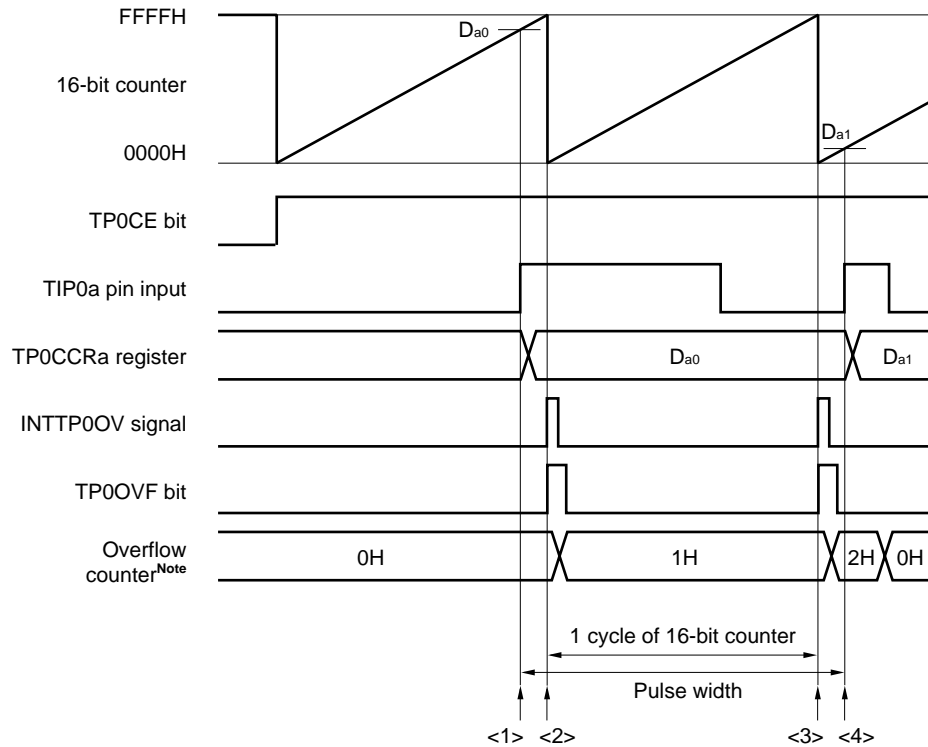 FFFFH
Da0
16-bit counter
Da1
0000H
TP0CE bit
TIP0a pin input
TP0CCRa register
Da0
Da1
INTTP0OV signal
TP0OVF bit
Overflow
counterNote
0H
1H
2H
0H
1 cycle of 16-bit counter
Pulse width
<1> <2> <3> <4>